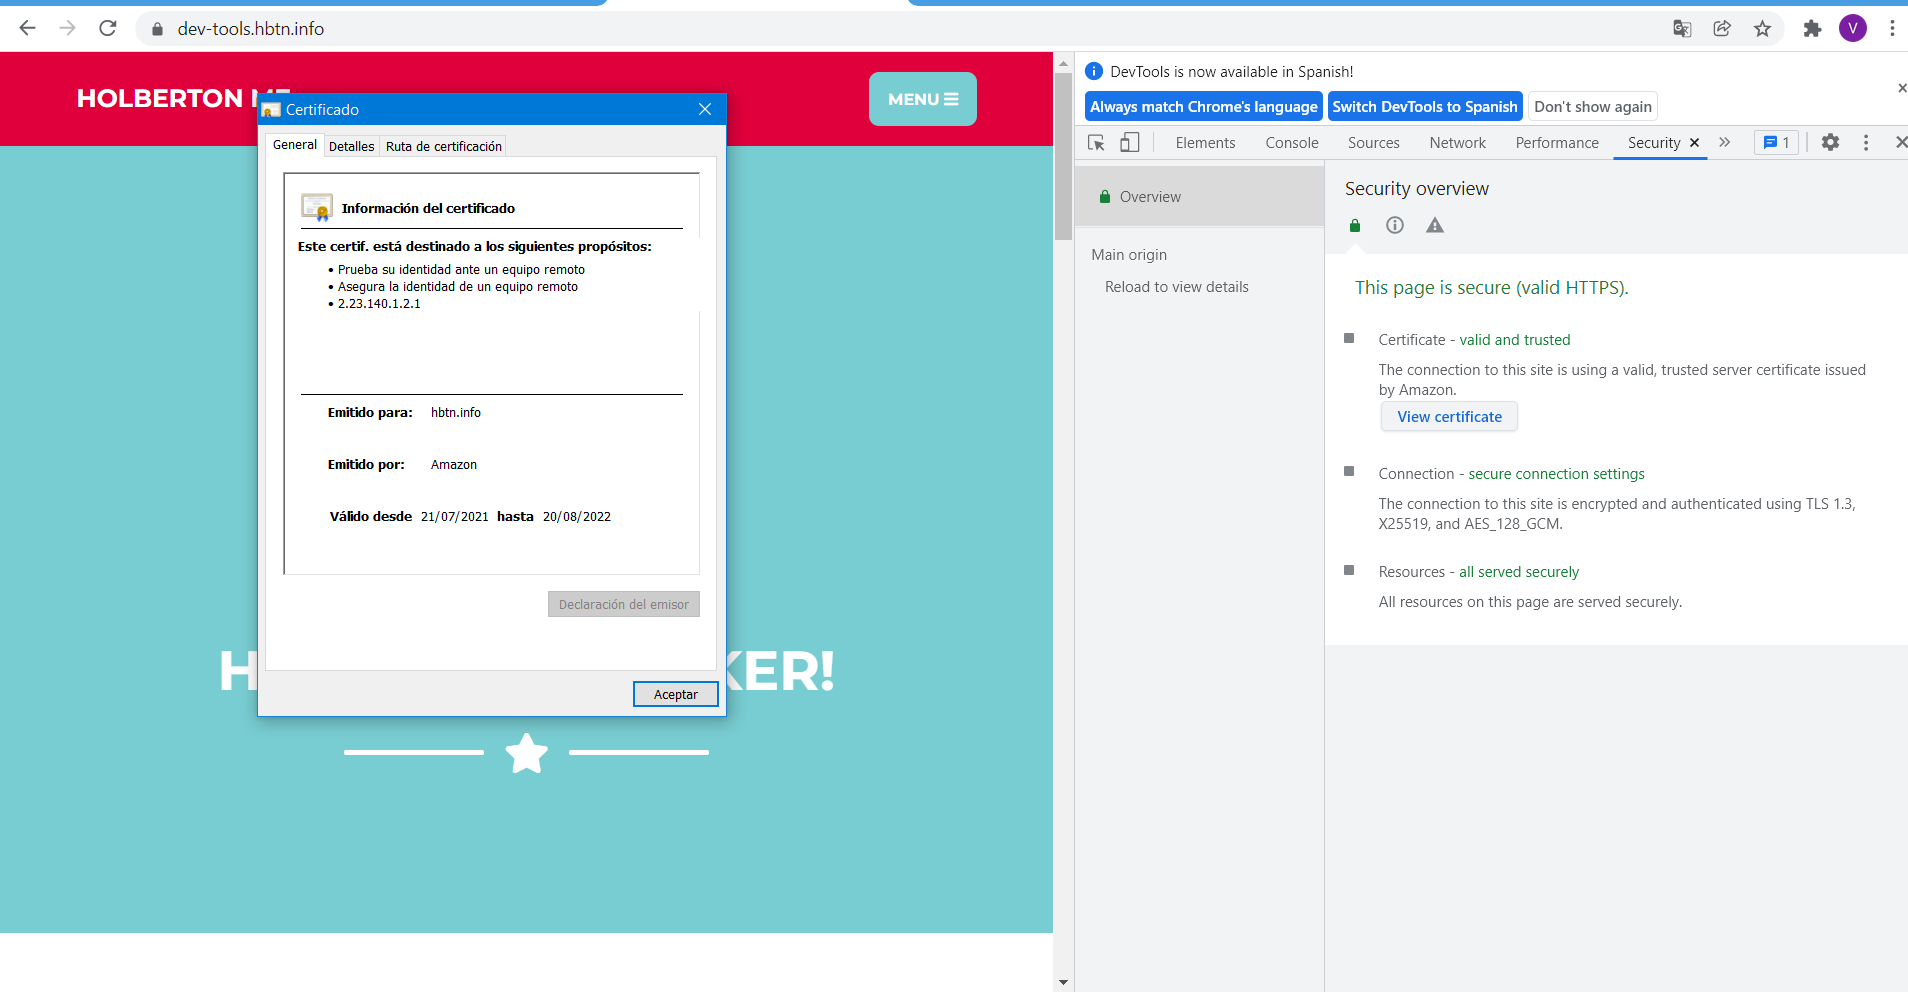 dev-tools.hbtn.info
V
HOLBERTON
MENU
Certificado
General
Detalles
Ruta de certificación
Información del certificado
Este certif. está destinado a los siguientes propósitos:
• Prueba su identidad ante un equipo remoto
• Asegura la identidad de un equipo remoto
• 2.23.140.1.2.1
Emitido para: hbtn.info
Emitido por: Amazon
Válido desde 21/07/2021 hasta 20/08/2022
Declaración del emisor
Aceptar
H
KER!
DevTools is now available in Spanish!
Always match Chrome's language
Switch DevTools to Spanish
Don't show again
Elements
Console
Sources
Network
Performance
Security
1
Overview
Main origin
Reload to view details
Security overview
This page is secure (valid HTTPS).
Certificate - valid and trusted
The connection to this site is using a valid, trusted server certificate issued
by Amazon.
View certificate
Connection - secure connection settings
The connection to this site is encrypted and authenticated using TLS 1.3,
X25519, and AES_128_GCM.
Resources - all served securely
All resources on this page are served securely.